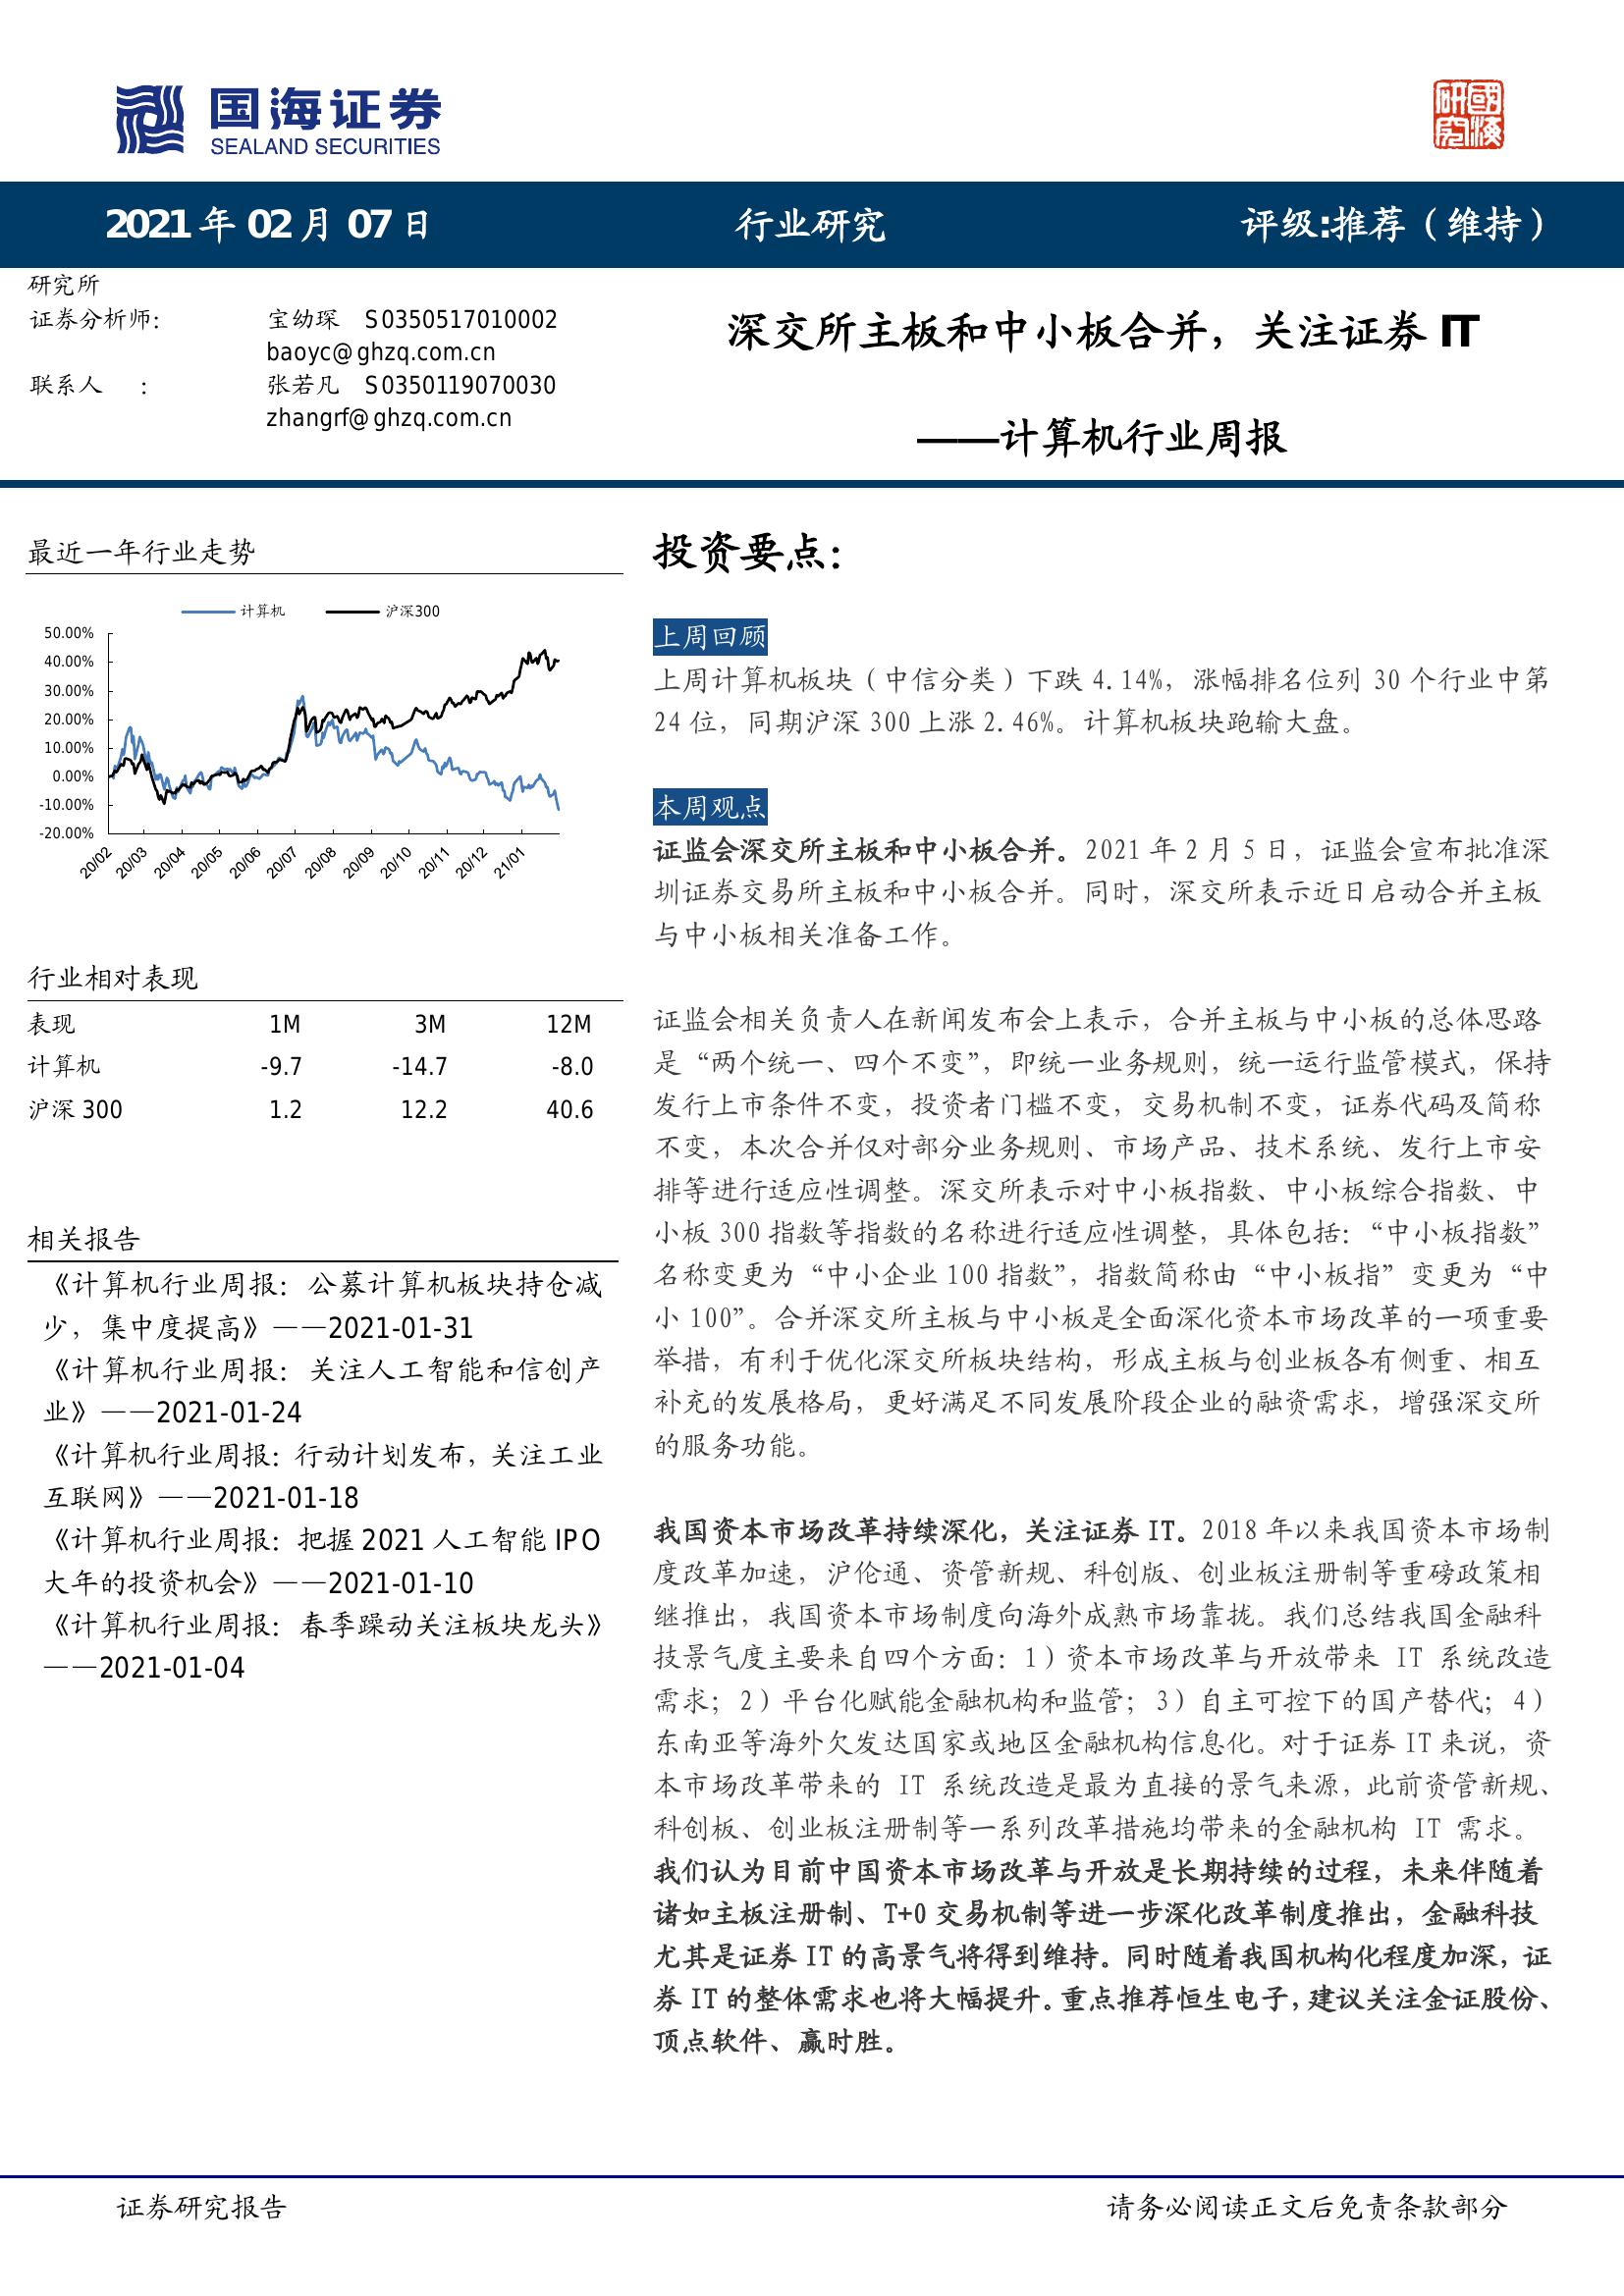 国海证券
SEALAND SECURITIES
研究
國海
2021 年 02 月 07 日
行业研究
评级:推荐（维持）
研究所
证券分析师:
宝幼琛 S0350517010002
baoyc@ghzq.com.cn
联系人 :
张若凡 S0350119070030
zhangrf@ghzq.com.cn
深交所主板和中小板合并，关注证券 IT
——计算机行业周报
最近一年行业走势
计算机
沪深300
50.00%
40.00%
30.00%
20.00%
10.00%
0.00%
-10.00%
-20.00%
20/02
20/03
20/04
20/05
20/06
20/07
20/08
20/09
20/10
20/11
20/12
21/01
行业相对表现
表现 1M 3M 12M
计算机 -9.7 -14.7 -8.0
沪深 300 1.2 12.2 40.6
相关报告
《计算机行业周报：公募计算机板块持仓减
少，集中度提高》——2021-01-31
《计算机行业周报：关注人工智能和信创产
业》——2021-01-24
《计算机行业周报：行动计划发布，关注工业
互联网》——2021-01-18
《计算机行业周报：把握 2021 人工智能 IPO
大年的投资机会》——2021-01-10
《计算机行业周报：春季躁动关注板块龙头》
——2021-01-04
投资要点：
上周回顾
上周计算机板块（中信分类）下跌 4.14%，涨幅排名位列 30 个行业中第
24 位，同期沪深 300 上涨 2.46%。计算机板块跑输大盘。
本周观点
证监会深交所主板和中小板合并。2021 年 2 月 5 日，证监会宣布批准深
圳证券交易所主板和中小板合并。同时，深交所表示近日启动合并主板
与中小板相关准备工作。
证监会相关负责人在新闻发布会上表示，合并主板与中小板的总体思路
是“两个统一、四个不变”，即统一业务规则，统一运行监管模式，保持
发行上市条件不变，投资者门槛不变，交易机制不变，证券代码及简称
不变，本次合并仅对部分业务规则、市场产品、技术系统、发行上市安
排等进行适应性调整。深交所表示对中小板指数、中小板综合指数、中
小板 300 指数等指数的名称进行适应性调整，具体包括：“中小板指数”
名称变更为“中小企业 100 指数”，指数简称由“中小板指”变更为“中
小 100”。合并深交所主板与中小板是全面深化资本市场改革的一项重要
举措，有利于优化深交所板块结构，形成主板与创业板各有侧重、相互
补充的发展格局，更好满足不同发展阶段企业的融资需求，增强深交所
的服务功能。
我国资本市场改革持续深化，关注证券 IT。2018 年以来我国资本市场制
度改革加速，沪伦通、资管新规、科创版、创业板注册制等重磅政策相
继推出，我国资本市场制度向海外成熟市场靠拢。我们总结我国金融科
技景气度主要来自四个方面：1）资本市场改革与开放带来 IT 系统改造
需求；2）平台化赋能金融机构和监管；3）自主可控下的国产替代；4）
东南亚等海外欠发达国家或地区金融机构信息化。对于证券 IT 来说，资
本市场改革带来的 IT 系统改造是最为直接的景气来源，此前资管新规、
科创板、创业板注册制等一系列改革措施均带来的金融机构 IT 需求。
我们认为目前中国资本市场改革与开放是长期持续的过程，未来伴随着
诸如主板注册制、T+0 交易机制等进一步深化改革制度推出，金融科技
尤其是证券 IT 的高景气将得到维持。同时随着我国机构化程度加深，证
券 IT 的整体需求也将大幅提升。重点推荐恒生电子，建议关注金证股份、
顶点软件、赢时胜。
证券研究报告
请务必阅读正文后免责条款部分